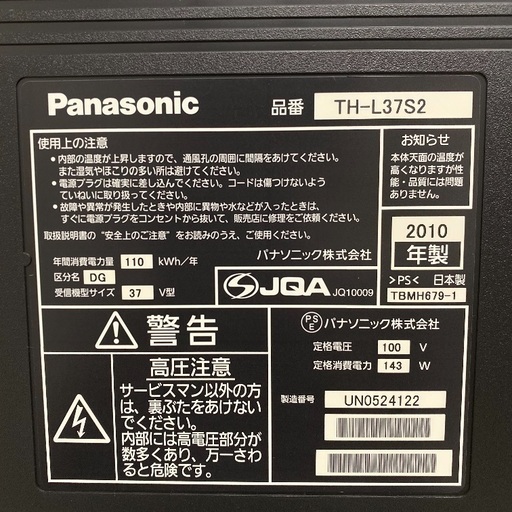 Panasonic
品番 TH-L37S2
使用上の注意
• 内部の温度が上昇しますので、通風孔の周囲に間隔をあけてください。
また湿気やほこりの多い所は避けてください。
• 電源プラグは確実に差し込んでください。コードは傷つけないよう
ていねいに取り扱ってください。
• 故障や異常が発生したときや内部に異物や水などが入ったときは、
すぐに電源プラグをコンセントから抜いて、販売店に修理をご依頼ください。
取扱説明書の"安全上のご注意"をお読みのうえ、ご使用ください。
パナソニック株式会社
お知らせ
本体天面の温度が
高くなりますが性
能・品質には問題
ありません。
2010
年製
>PS< 日本製
TBMH679-1
年間消費電力量 110 kWh/年
区分名 DG
受信機型サイズ 37 V型
JQA JQ10009
警告
高圧注意
サービスマン以外の方
は、裏ぶたをあけない
でください。
内部には高電圧部分が
数多くあり、万一さわ
ると危険です。
PSE パナソニック株式会社
定格電圧 100 V
定格消費電力 143 W
製造番号 UN0524122